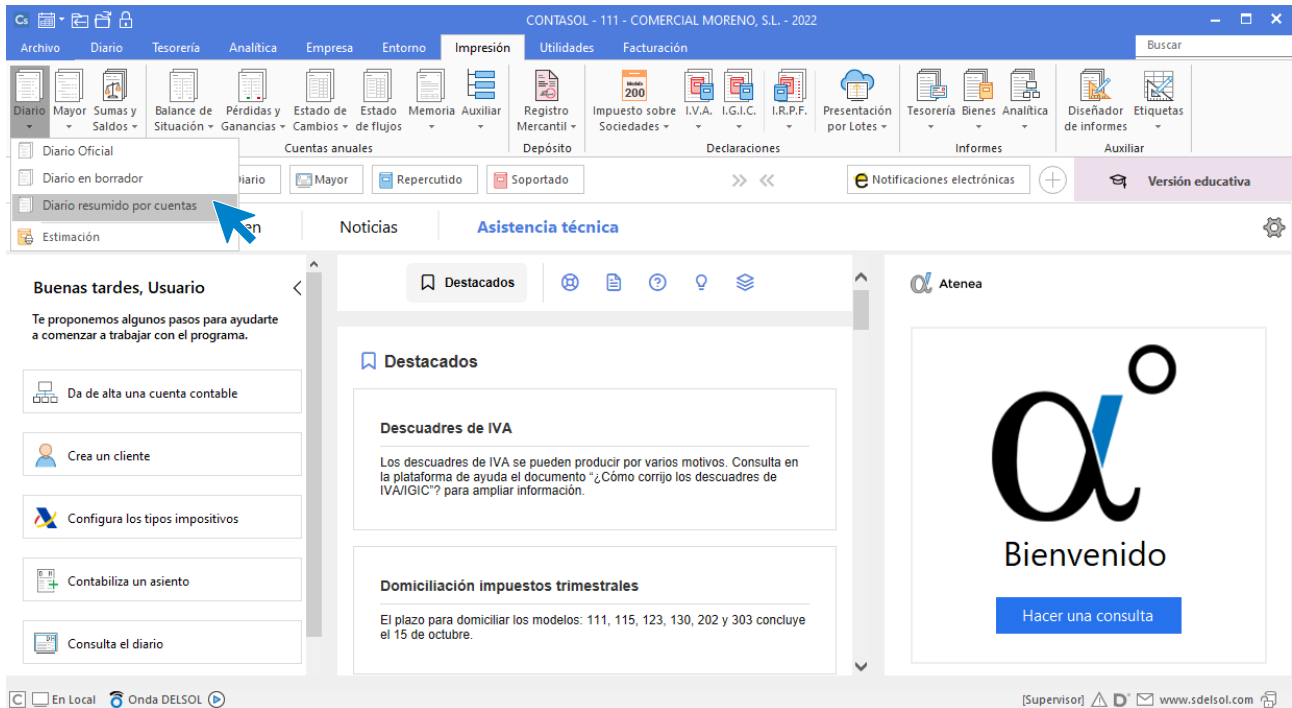 Cs
CONTASOL - 111 - COMERCIAL MORENO, S.L. - 2022
Archivo Diario Tesorería Analítica Empresa Entorno Impresión Utilidades Facturación Buscar
Diario Mayor Sumas y Saldos Balance de Situación Pérdidas y Ganancias Estado de Cambios Estado de flujos Memoria Auxiliar Registro Mercantil Impuesto sobre Sociedades I.V.A. I.G.I.C. I.R.P.F. Presentación por Lotes Tesorería Bienes Analítica Diseñador de informes Etiquetas
Modelo 200
Cuentas anuales Depósito Declaraciones Informes Auxiliar
Diario Oficial
Diario en borrador
Diario resumido por cuentas
Estimación
iario Mayor Repercutido Soportado Notificaciones electrónicas Versión educativa
en Noticias Asistencia técnica
Buenas tardes, Usuario
Te proponemos algunos pasos para ayudarte
a comenzar a trabajar con el programa.
Da de alta una cuenta contable
Crea un cliente
Configura los tipos impositivos
Contabiliza un asiento
Consulta el diario
Destacados
Destacados
Descuadres de IVA
Los descuadres de IVA se pueden producir por varios motivos. Consulta en
la plataforma de ayuda el documento "¿Cómo corrijo los descuadres de
IVA/IGIC"? para ampliar información.
Domiciliación impuestos trimestrales
El plazo para domiciliar los modelos: 111, 115, 123, 130, 202 y 303 concluye
el 15 de octubre.
Atenea
Bienvenido
Hacer una consulta
C En Local Onda DELSOL [Supervisor] D www.sdelsol.com